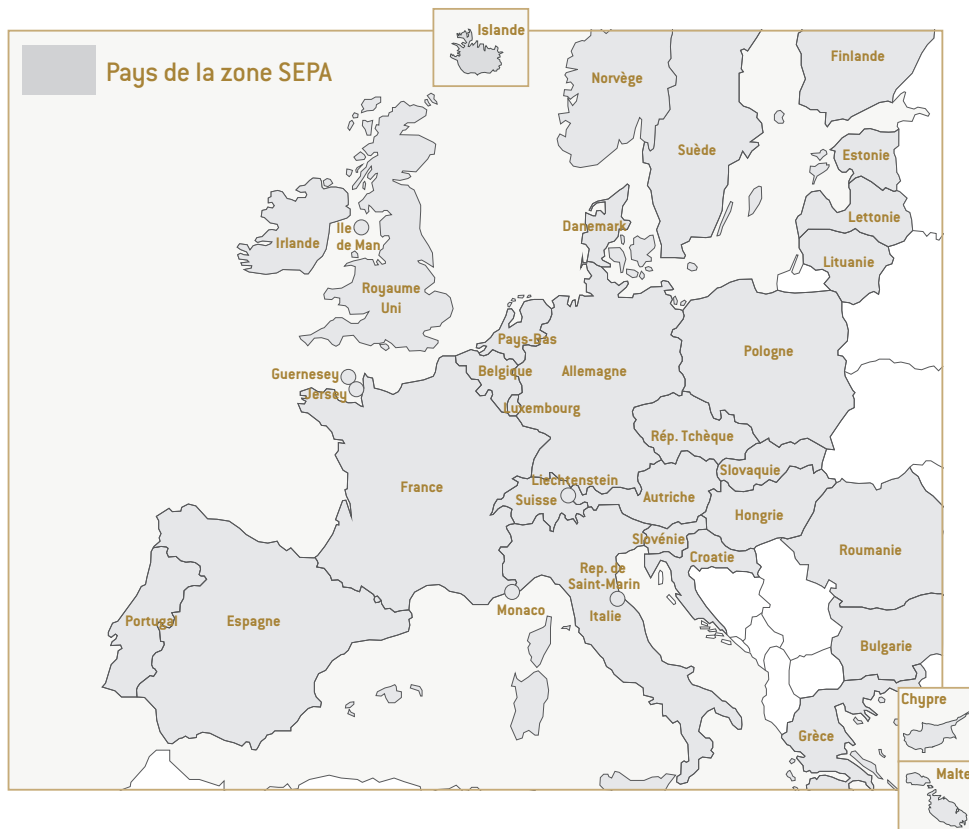 Islande
Pays de la zone SEPA
Norvège
Finlande
Suède
Estonie
Lettonie
Danemark
Ile
de Man
Irlande
Lituanie
Royaume
Uni
Pays-Bas
Pologne
Guernesey
Belgique
Allemagne
Jersey
Luxembourg
Rép. Tchèque
Slovaquie
Liechtenstein
France
Suisse
Autriche
Hongrie
Slovénie
Croatie
Roumanie
Rep. de
Saint-Marin
Monaco
Italie
Portugal
Espagne
Bulgarie
Chypre
Grèce
Malte